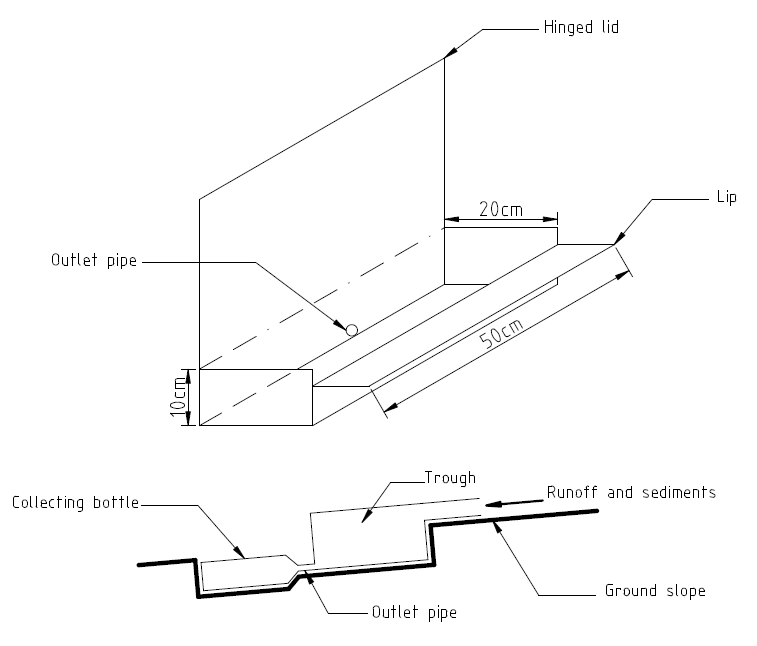 Hinged lid
Lip
20cm
Outlet pipe
50cm
10cm
Trough
Runoff and sediments
Collecting bottle
Ground slope
Outlet pipe